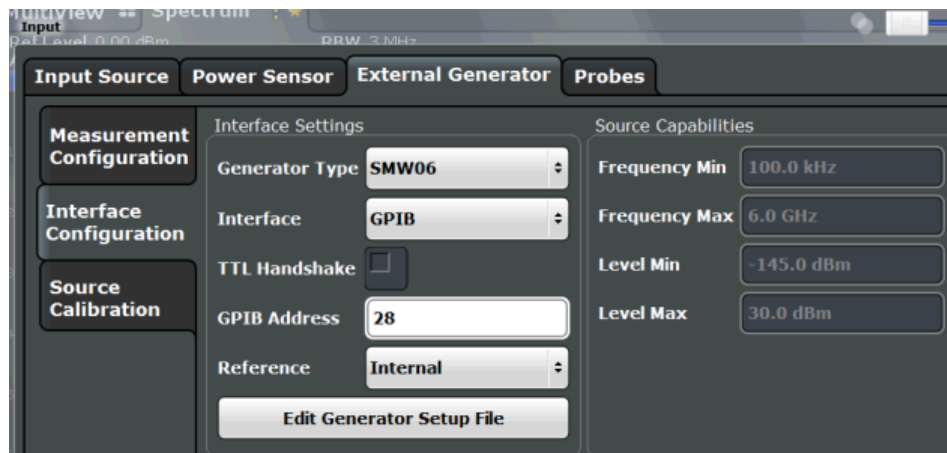 MultiView Spectrum
Input
Ref Level 0.00 dBm RBW 3 MHz
Input Source Power Sensor External Generator Probes
Measurement
Configuration
Interface
Configuration
Source
Calibration
Interface Settings
Generator Type SMW06
Interface GPIB
TTL Handshake
GPIB Address 28
Reference Internal
Edit Generator Setup File
Source Capabilities
Frequency Min 100.0 kHz
Frequency Max 6.0 GHz
Level Min -145.0 dBm
Level Max 30.0 dBm